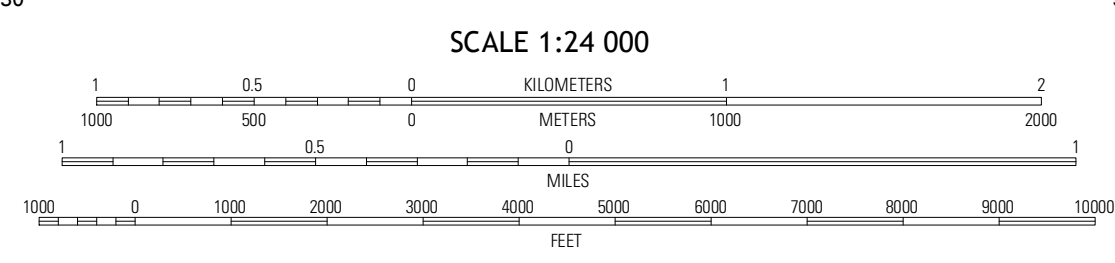 SCALE 1:24 000
1 0.5 0 KILOMETERS 1 2
1000 500 0 METERS 1000 2000
1 0.5 0 1
MILES
1000 0 1000 2000 3000 4000 5000 6000 7000 8000 9000 10000
FEET